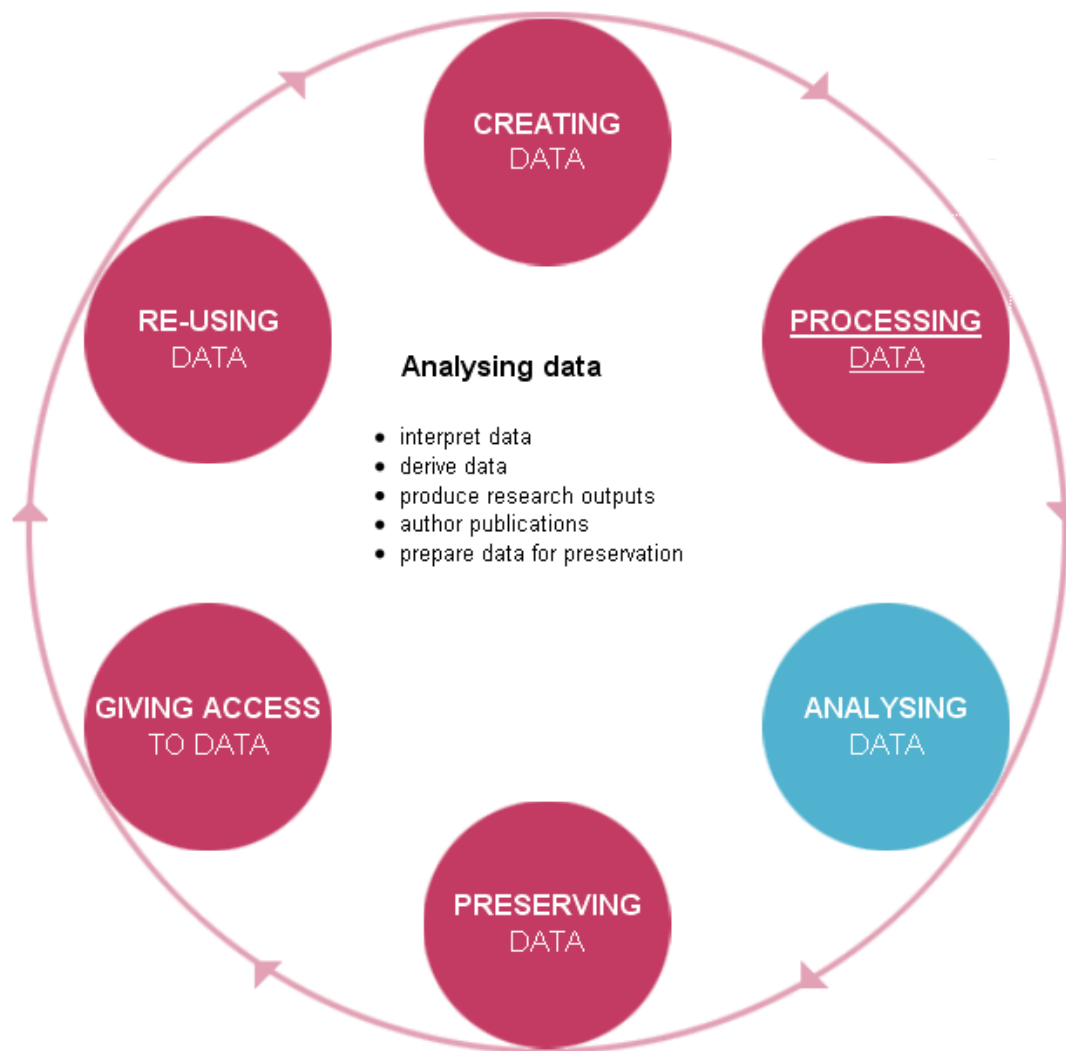 CREATING
DATA
RE-USING
DATA
PROCESSING
DATA
Analysing data
• interpret data
• derive data
• produce research outputs
• author publications
• prepare data for preservation
GIVING ACCESS
TO DATA
ANALYSING
DATA
PRESERVING
DATA